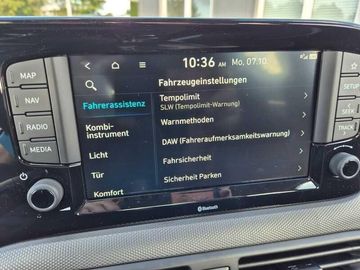 10:36 AM Mo, 07.10.
MAP
NAV
RADIO
MEDIA
Fahrzeugeinstellungen
Fahrerassistenz
Kombi-
instrument
Licht
Tür
Komfort
Tempolimit
SLW (Tempolimit-Warnung)
Warnmethoden
DAW (Fahreraufmerksamkeitswarnung)
Fahrsicherheit
Sicherheit Parken
SETUP
SEEK
TRACK
Bluetooth